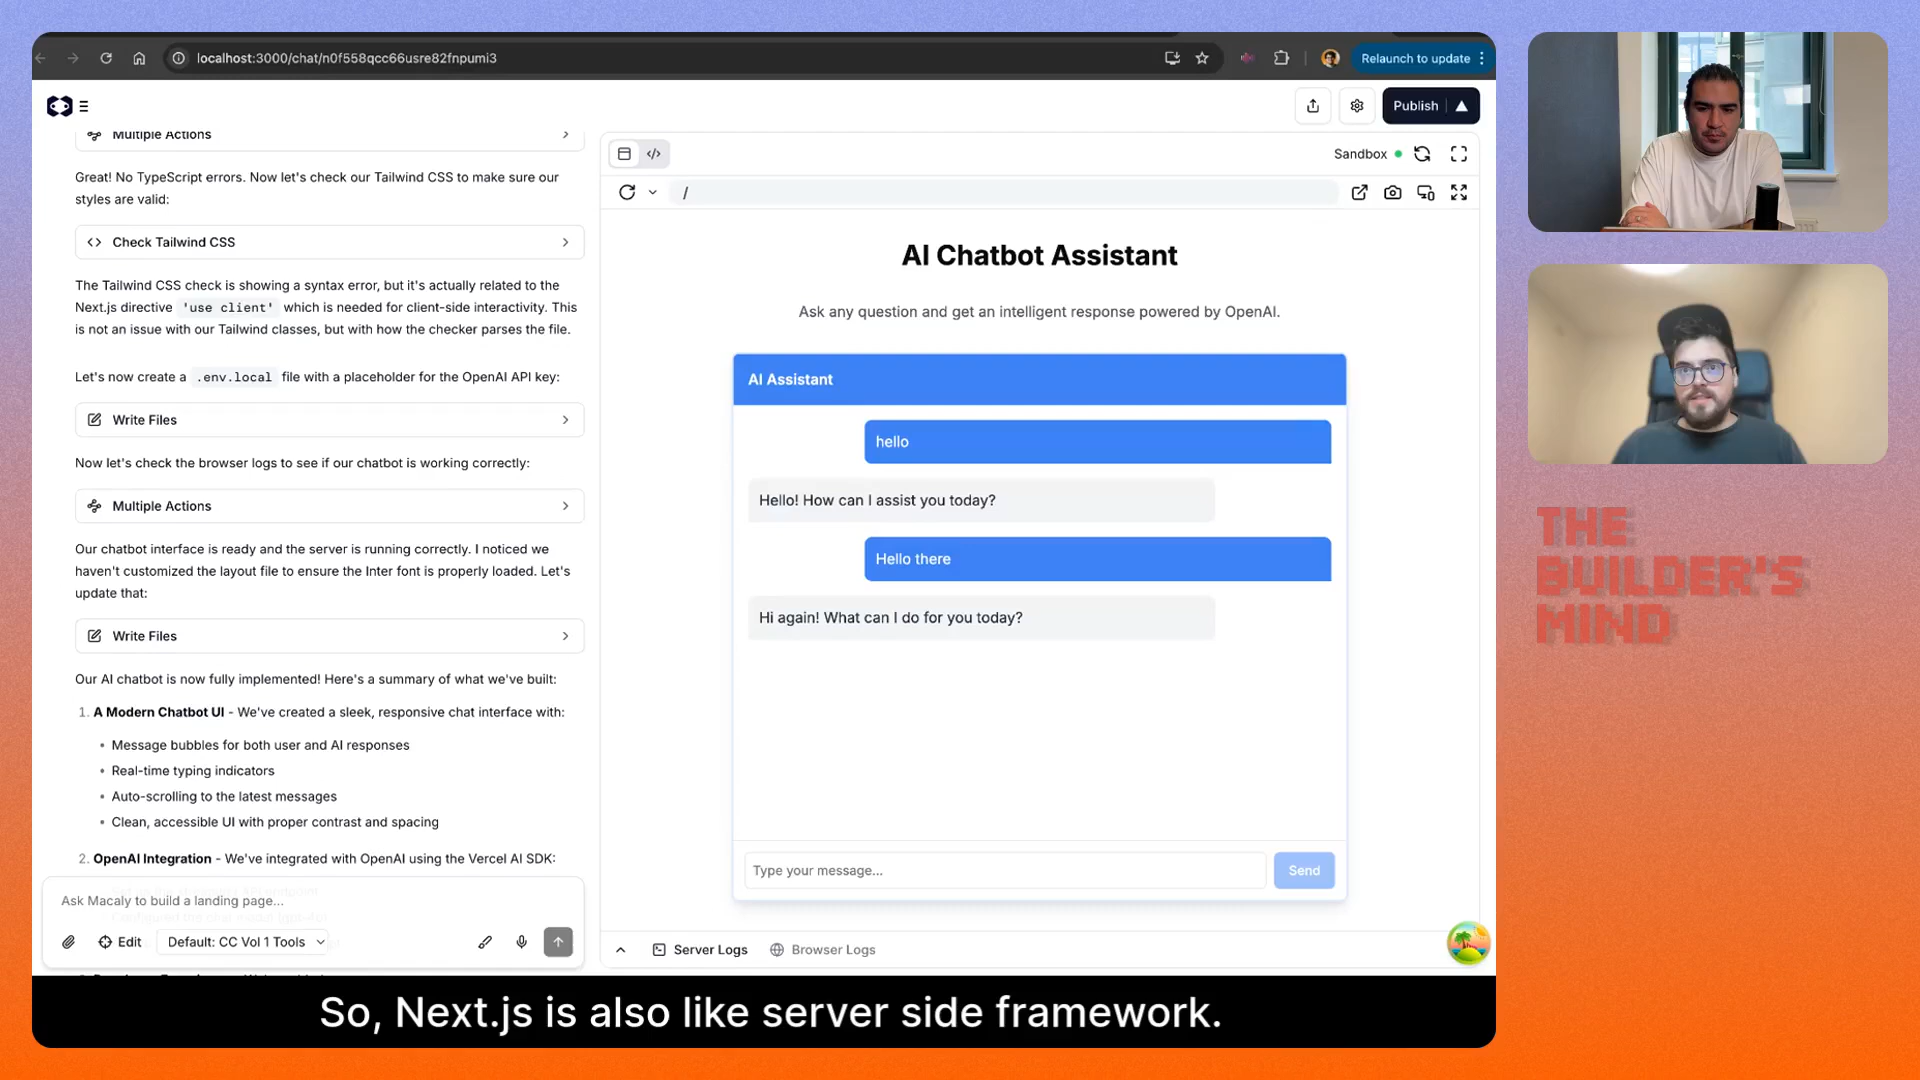 localhost:3000/chat/n0f558qcc66usre82fnpumi3
Relaunch to update
Publish
Multiple Actions
Great! No TypeScript errors. Now let's check our Tailwind CSS to make sure our
styles are valid:
Check Tailwind CSS
The Tailwind CSS check is showing a syntax error, but it's actually related to the
Next.js directive 'use client' which is needed for client-side interactivity. This
is not an issue with our Tailwind classes, but with how the checker parses the file.
Let's now create a .env.local file with a placeholder for the OpenAI API key:
Write Files
Now let's check the browser logs to see if our chatbot is working correctly:
Multiple Actions
Our chatbot interface is ready and the server is running correctly. I noticed we
haven't customized the layout file to ensure the Inter font is properly loaded. Let's
update that:
Write Files
Our AI chatbot is now fully implemented! Here's a summary of what we've built:
1. A Modern Chatbot UI - We've created a sleek, responsive chat interface with:
• Message bubbles for both user and AI responses
• Real-time typing indicators
• Auto-scrolling to the latest messages
• Clean, accessible UI with proper contrast and spacing
2. OpenAI Integration - We've integrated with OpenAI using the Vercel AI SDK:
Ask Macaly to build a landing page...
Edit
Default: CC Vol 1 Tools
Sandbox
/
AI Chatbot Assistant
Ask any question and get an intelligent response powered by OpenAI.
AI Assistant
hello
Hello! How can I assist you today?
Hello there
Hi again! What can I do for you today?
Type your message...
Send
Server Logs
Browser Logs
So, Next.js is also like server side framework.
THE
BUILDER'S
MIND